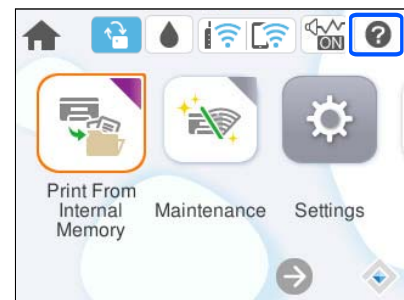 ON
?
Print From
Internal
Memory
Maintenance
Settings